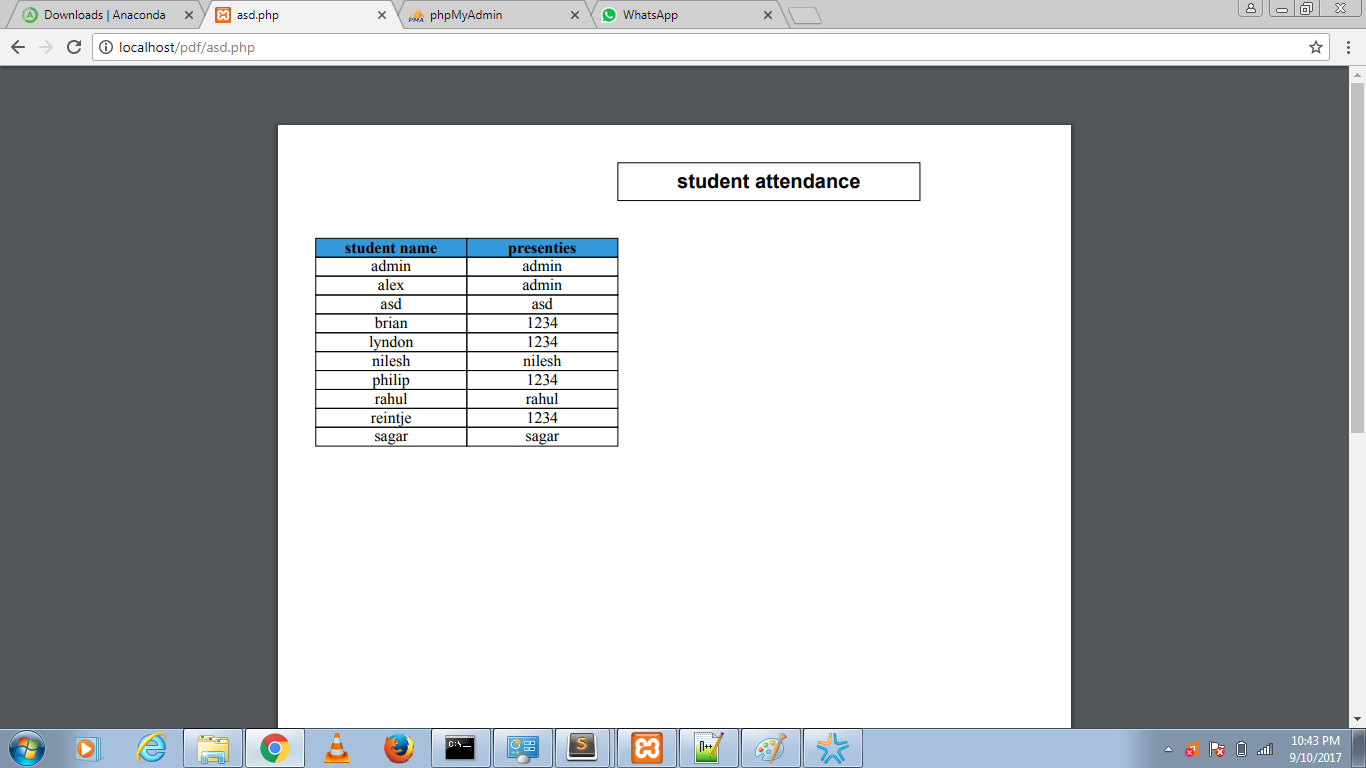 Downloads | Anaconda
asd.php
phpMyAdmin
WhatsApp
localhost/pdf/asd.php
student attendance
student name presenties
admin admin
alex admin
asd asd
brian 1234
lyndon 1234
nilesh nilesh
philip 1234
rahul rahul
reintje 1234
sagar sagar
10:43 PM
9/10/2017